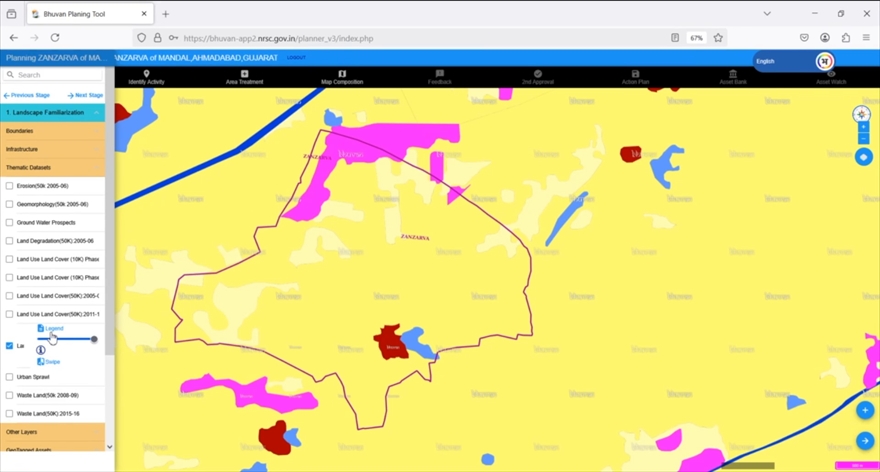 Bhuvan Planing Tool
https://bhuvan-app2.nrsc.gov.in/planner_v3/index.php
67%
Planning ZANZARVA of MA... ANZARVA of MANDAL,AHMADABAD,GUJARAT LOGOUT
English
अ
Search
Identify Activity
Area Treatment
Map Composition
Feedback
2nd Approval
Action Plan
Asset Bank
Asset Watch
Previous Stage
Next Stage
1. Landscape Familiarization
Boundaries
Infrastructure
Thematic Datasets
Erosion(50k 2005-06)
Geomorphology(50k 2005-06)
Ground Water Prospects
Land Degradation(50K) 2005-06
Land Use Land Cover (10K) Phase
Land Use Land Cover (10K) Phase
Land Use Land Cover(50K):2005-0
Land Use Land Cover(50K):2011-1
Legend
Lan
Swipe
Urban Sprawl
Waste Land(50k 2008-09)
Waste Land(50K):2015-16
Other Layers
GeoTagged Assets
ZANZARVA
ZANZARVA
Bhuvan